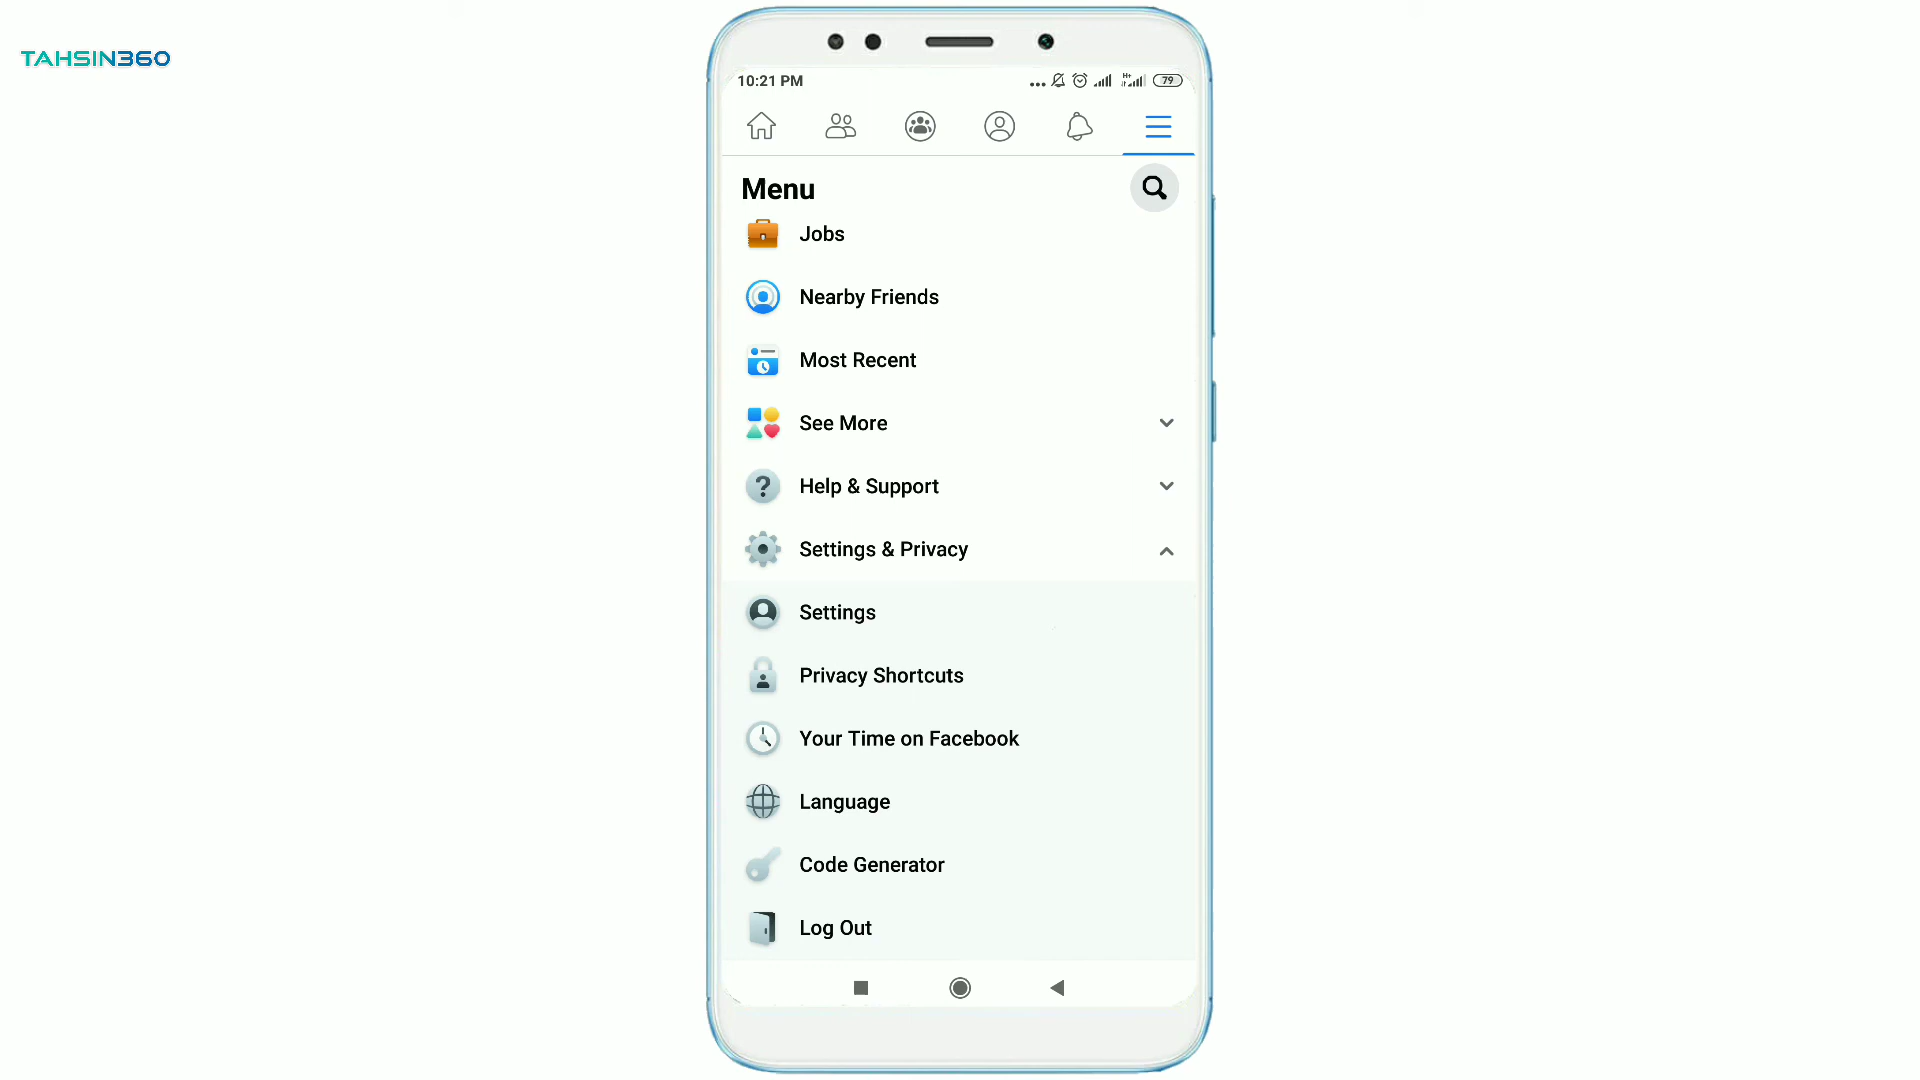 TAHSIN360
10:21 PM
79
Menu
Jobs
Nearby Friends
Most Recent
See More
Help & Support
Settings & Privacy
Settings
Privacy Shortcuts
Your Time on Facebook
Language
Code Generator
Log Out